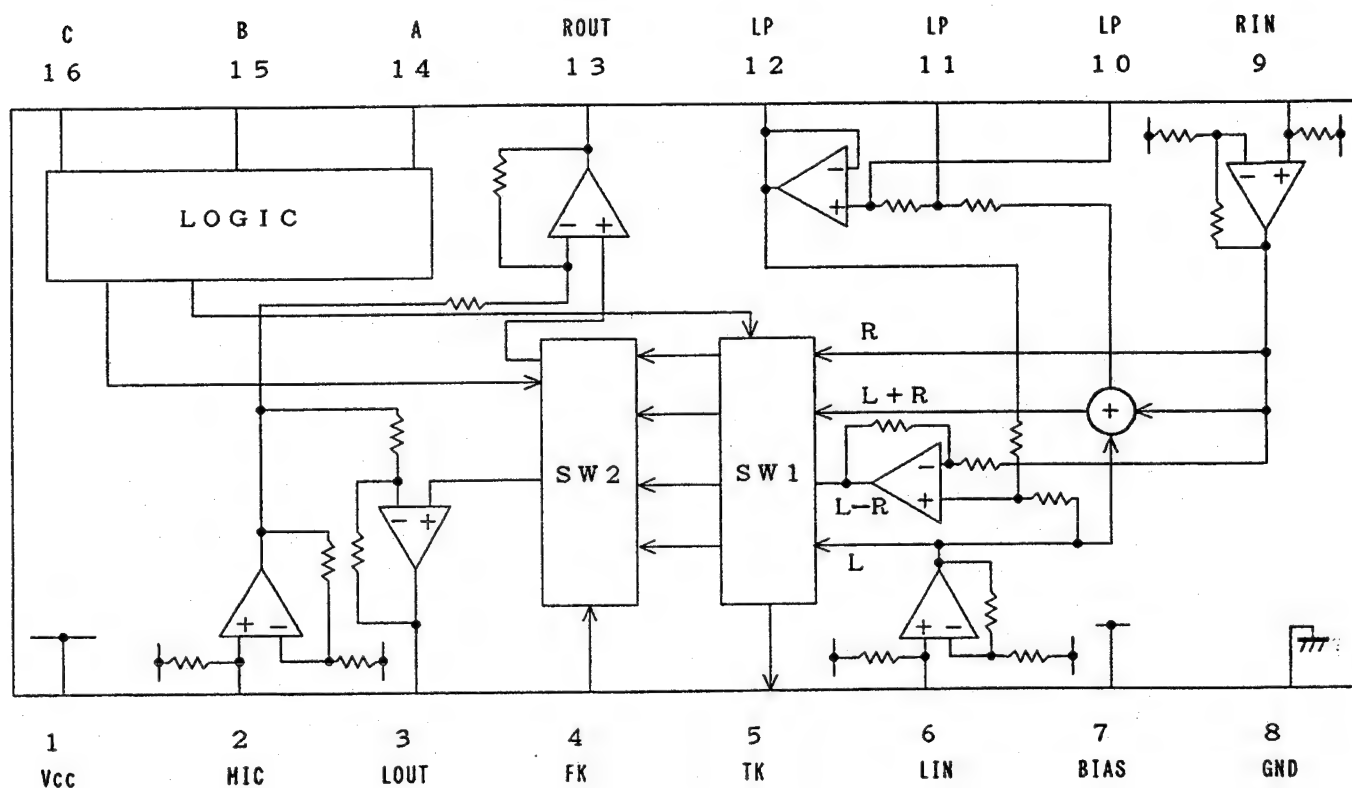 C B A ROUT LP LP LP RIN
16 15 14 13 12 11 10 9
LOGIC
- +
- +
-
+
R
L+R
+
SW2
SW1
-
+
L-R
- +
L
+ -
+ -
1 2 3 4 5 6 7 8
Vcc MIC LOUT FK TK LIN BIAS GND